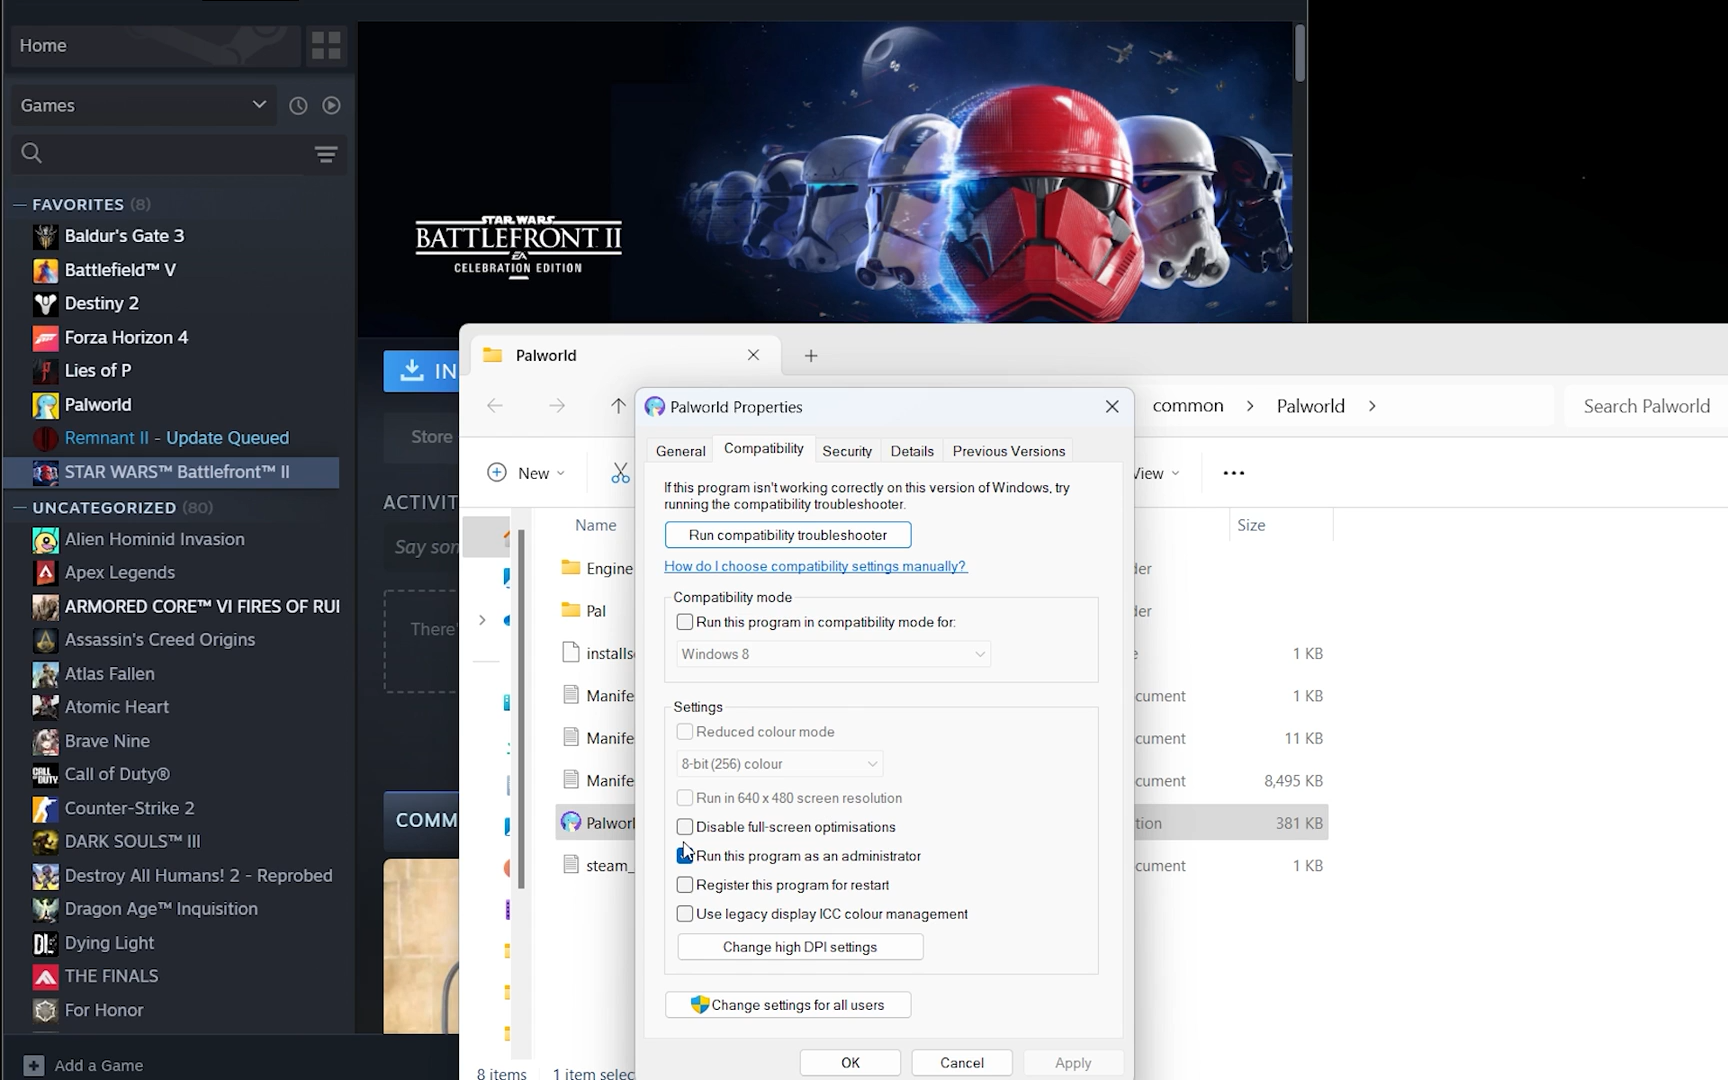 Home
Games
FAVORITES (8)
Baldur's Gate 3
Battlefield™ V
Destiny 2
Forza Horizon 4
Lies of P
Palworld
Remnant II - Update Queued
STAR WARS™ Battlefront™ II
UNCATEGORIZED (80)
Alien Hominid Invasion
Apex Legends
ARMORED CORE™ VI FIRES OF RUI
Assassin's Creed Origins
Atlas Fallen
Atomic Heart
Brave Nine
Call of Duty®
Counter-Strike 2
DARK SOULS™ III
Destroy All Humans! 2 - Reprobed
Dragon Age™ Inquisition
Dying Light
THE FINALS
For Honor
Add a Game
STAR WARS
BATTLEFRONT II
EA
CELEBRATION EDITION
IN
Store
ACTIVIT
Say som
There'
COMM
Palworld
common > Palworld >
Search Palworld
New
View
Name
Size
Engine
der
Pal
der
installs
e
1 KB
Manife
cument
1 KB
Manife
cument
11 KB
Manife
cument
8,495 KB
Palworl
tion
381 KB
steam_
cument
1 KB
8 items
1 item selec
Palworld Properties
General
Compatibility
Security
Details
Previous Versions
If this program isn't working correctly on this version of Windows, try
running the compatibility troubleshooter.
Run compatibility troubleshooter
How do I choose compatibility settings manually?
Compatibility mode
Run this program in compatibility mode for:
Windows 8
Settings
Reduced colour mode
8-bit (256) colour
Run in 640 x 480 screen resolution
Disable full-screen optimisations
Run this program as an administrator
Register this program for restart
Use legacy display ICC colour management
Change high DPI settings
Change settings for all users
OK
Cancel
Apply